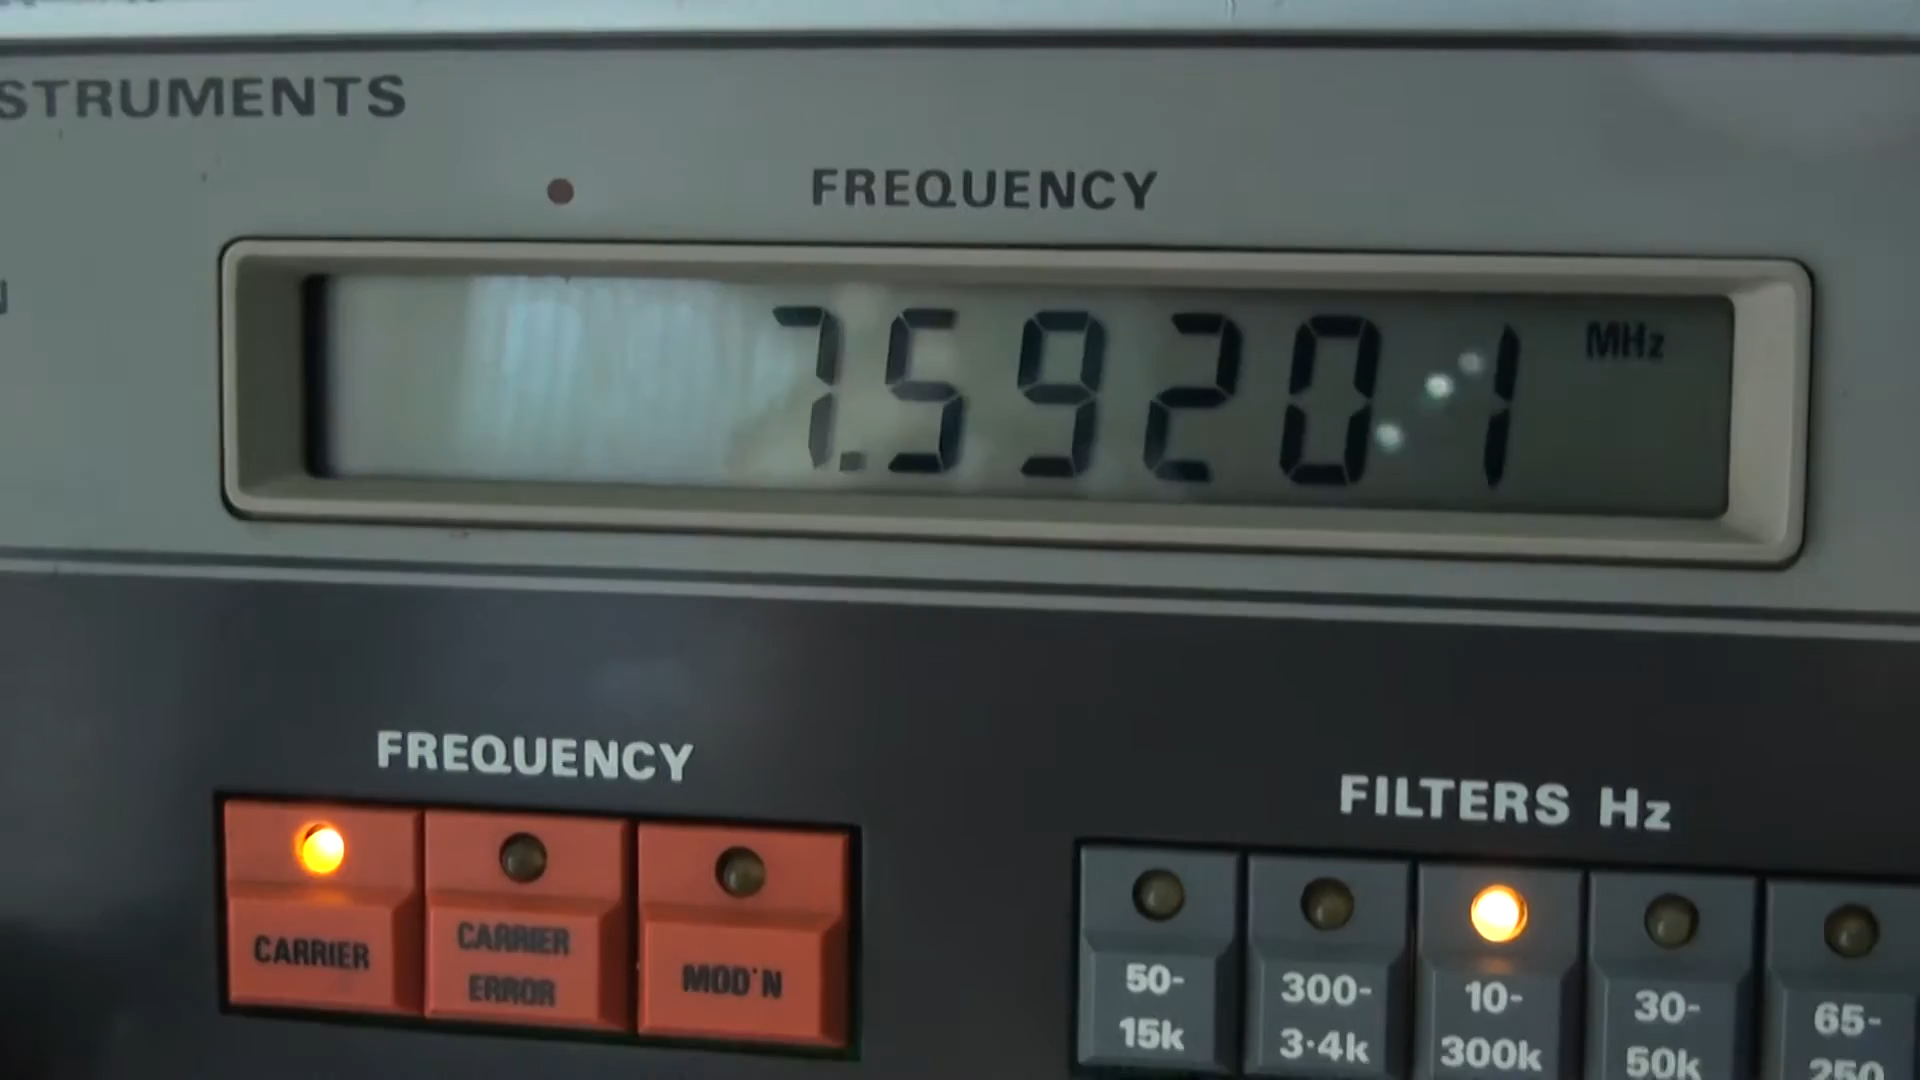 STRUMENTS
FREQUENCY
7.59201 MHz
FREQUENCY
FILTERS Hz
CARRIER
CARRIER
ERROR
MOD'N
50-
15k
300-
3·4k
10-
300k
30-
50k
65-
250